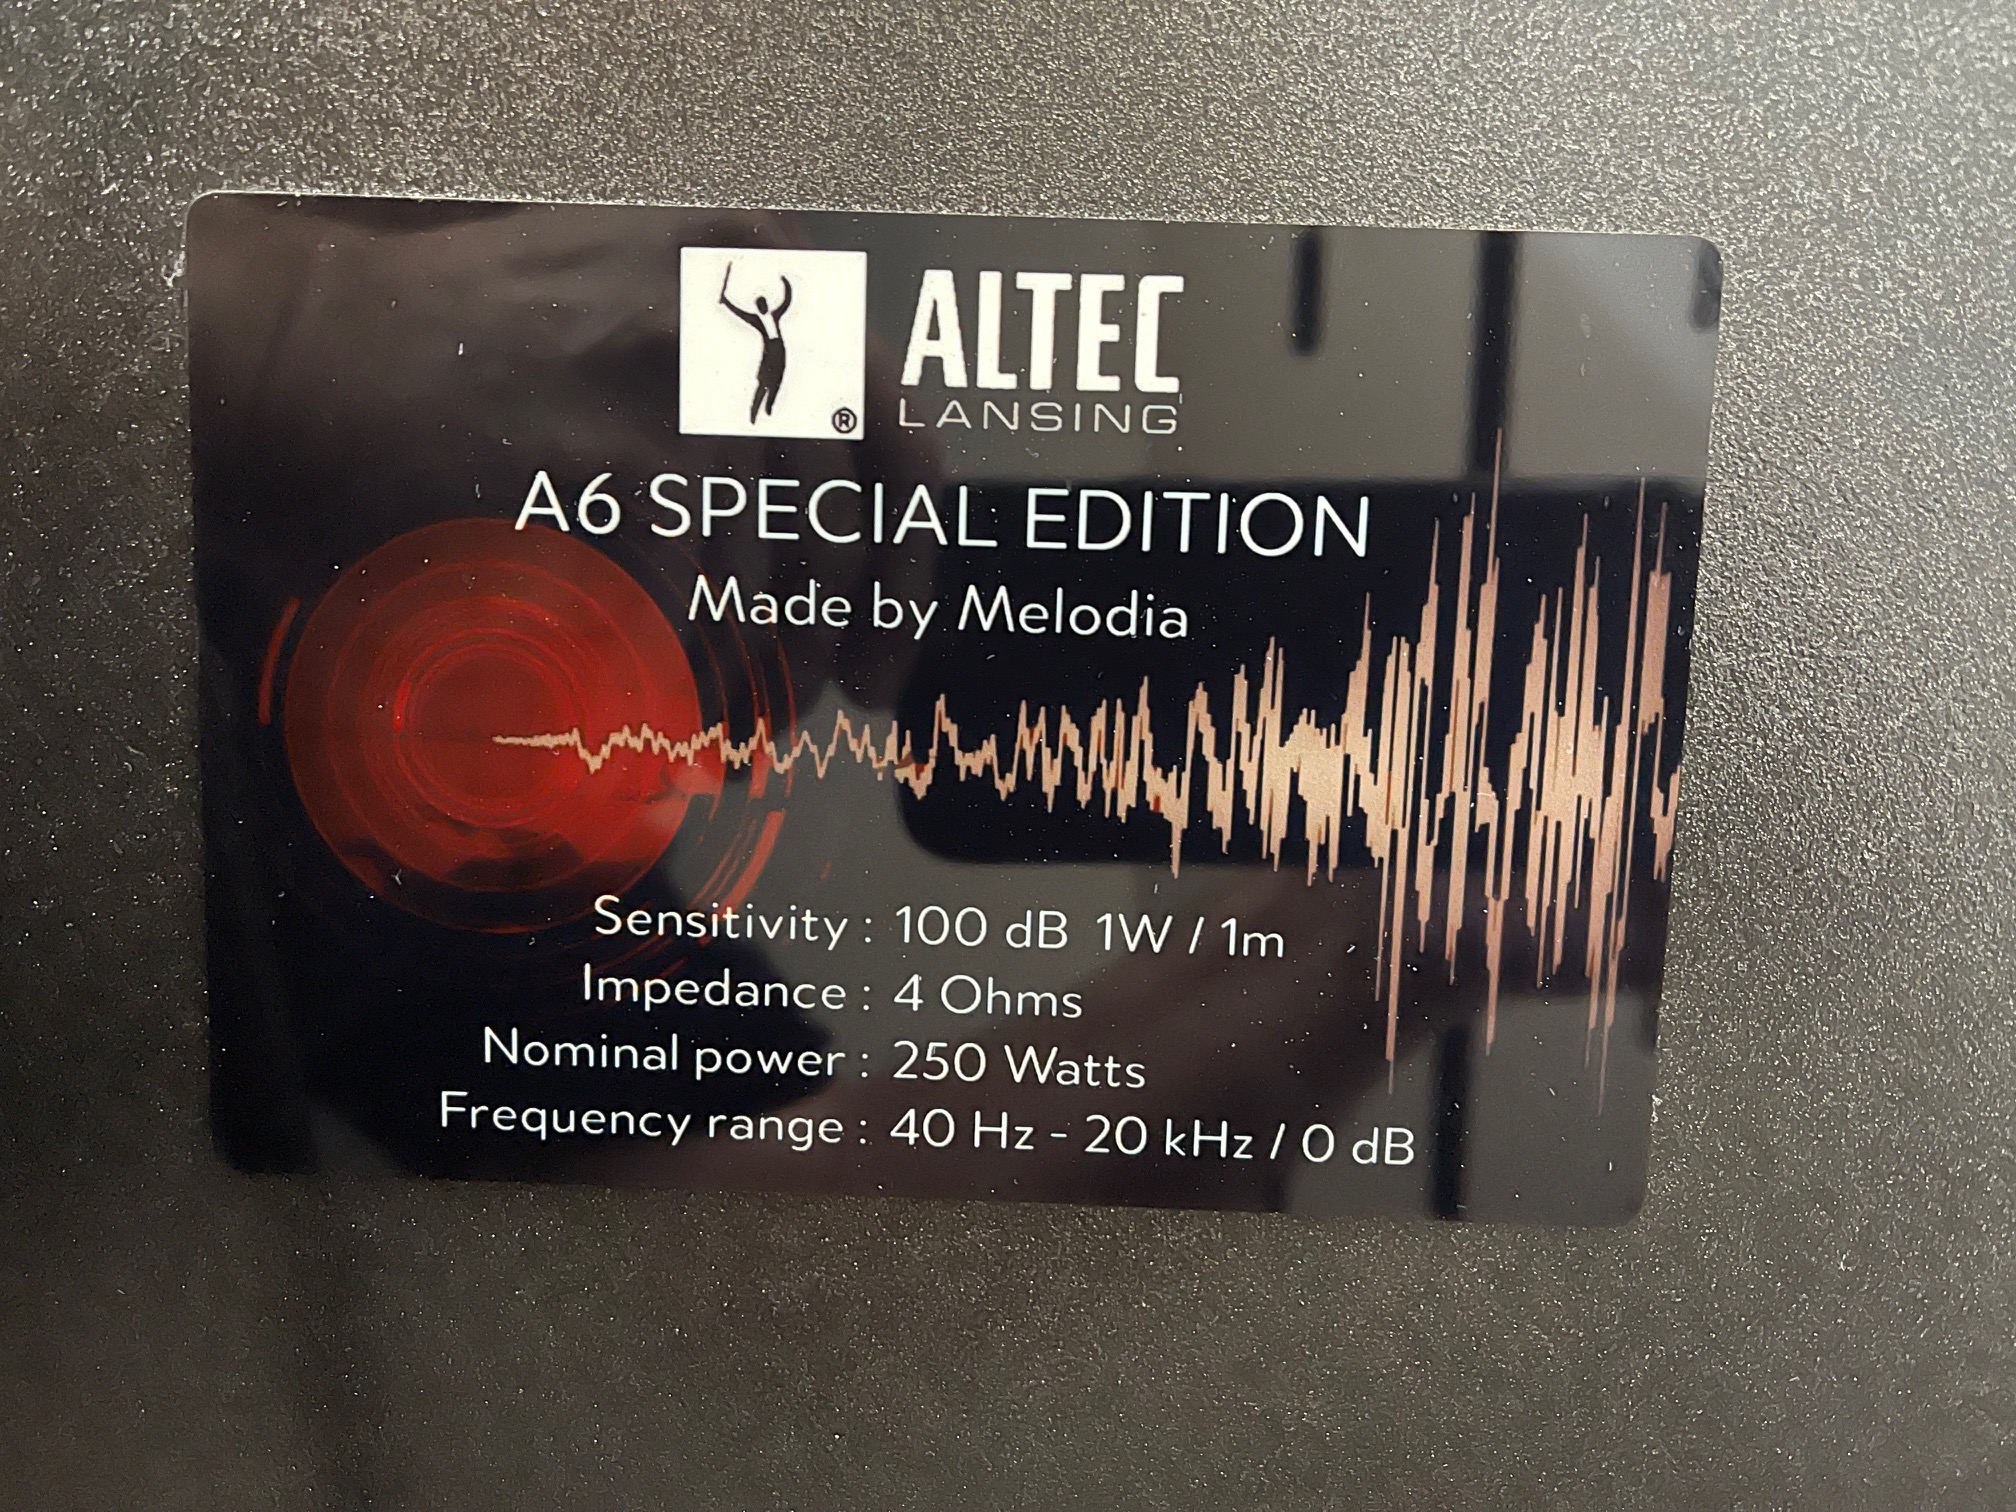 ®
ALTEC
LANSING
A6 SPECIAL EDITION
Made by Melodia
Sensitivity : 100 dB 1W / 1m
Impedance : 4 Ohms
Nominal power : 250 Watts
Frequency range : 40 Hz - 20 kHz / 0 dB